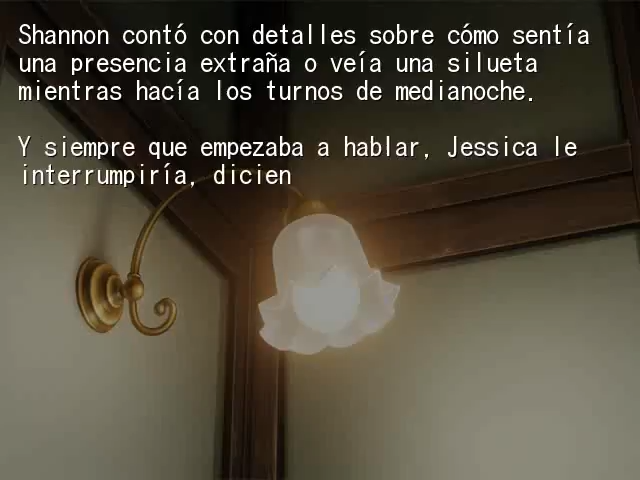 Shannon contó con detalles sobre cómo sentía
una presencia extraña o veía una silueta
mientras hacía los turnos de medianoche.
Y siempre que empezaba a hablar, Jessica le
interrumpiría, dicien